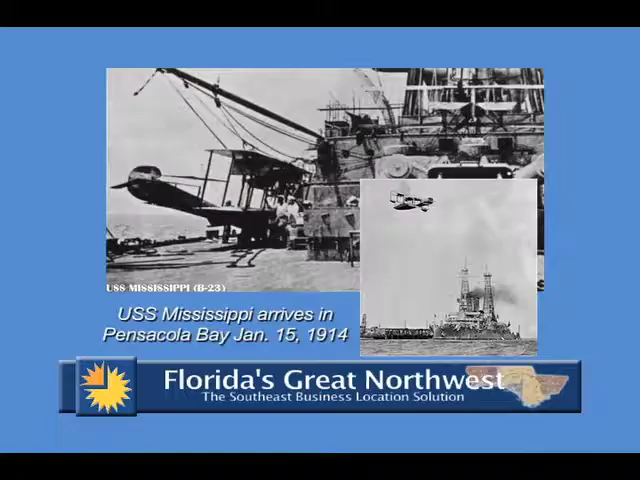 USS MISSISSIPPI (B-23)
USS Mississippi arrives in
Pensacola Bay Jan. 15, 1914
Florida's Great Northwest
The Southeast Business Location Solution